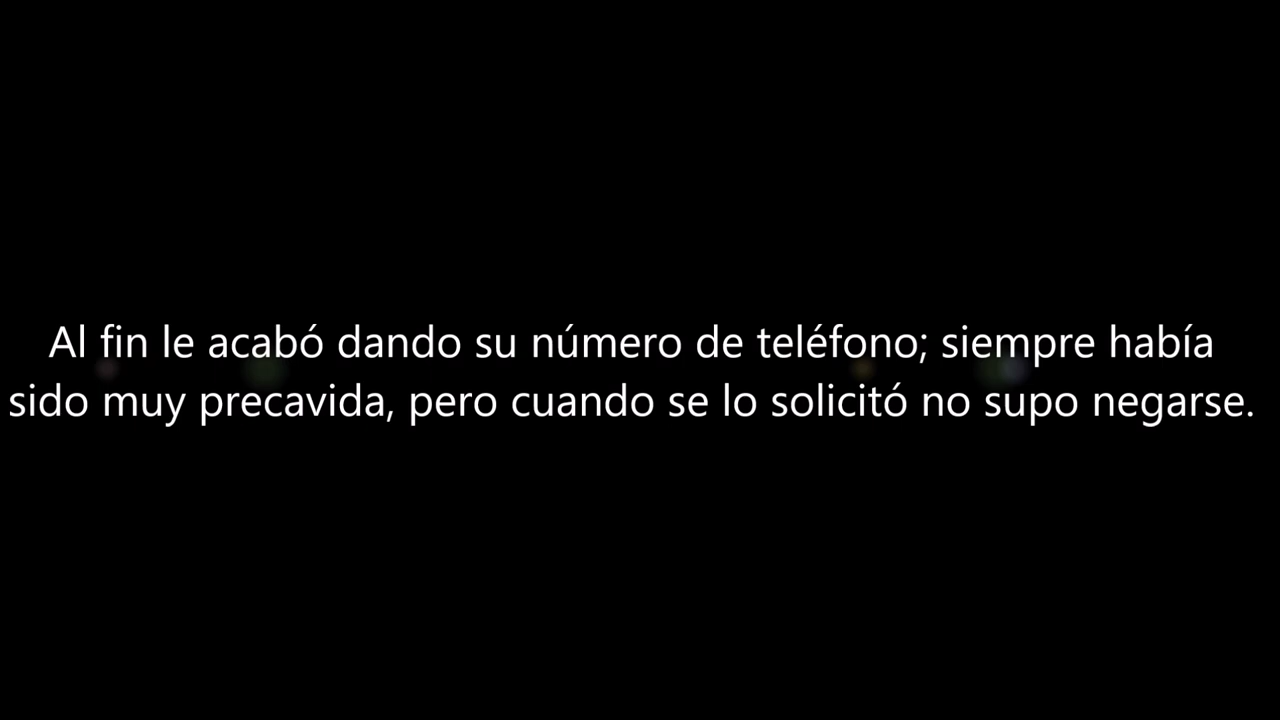 Al fin le acabó dando su número de teléfono; siempre había
sido muy precavida, pero cuando se lo solicitó no supo negarse.